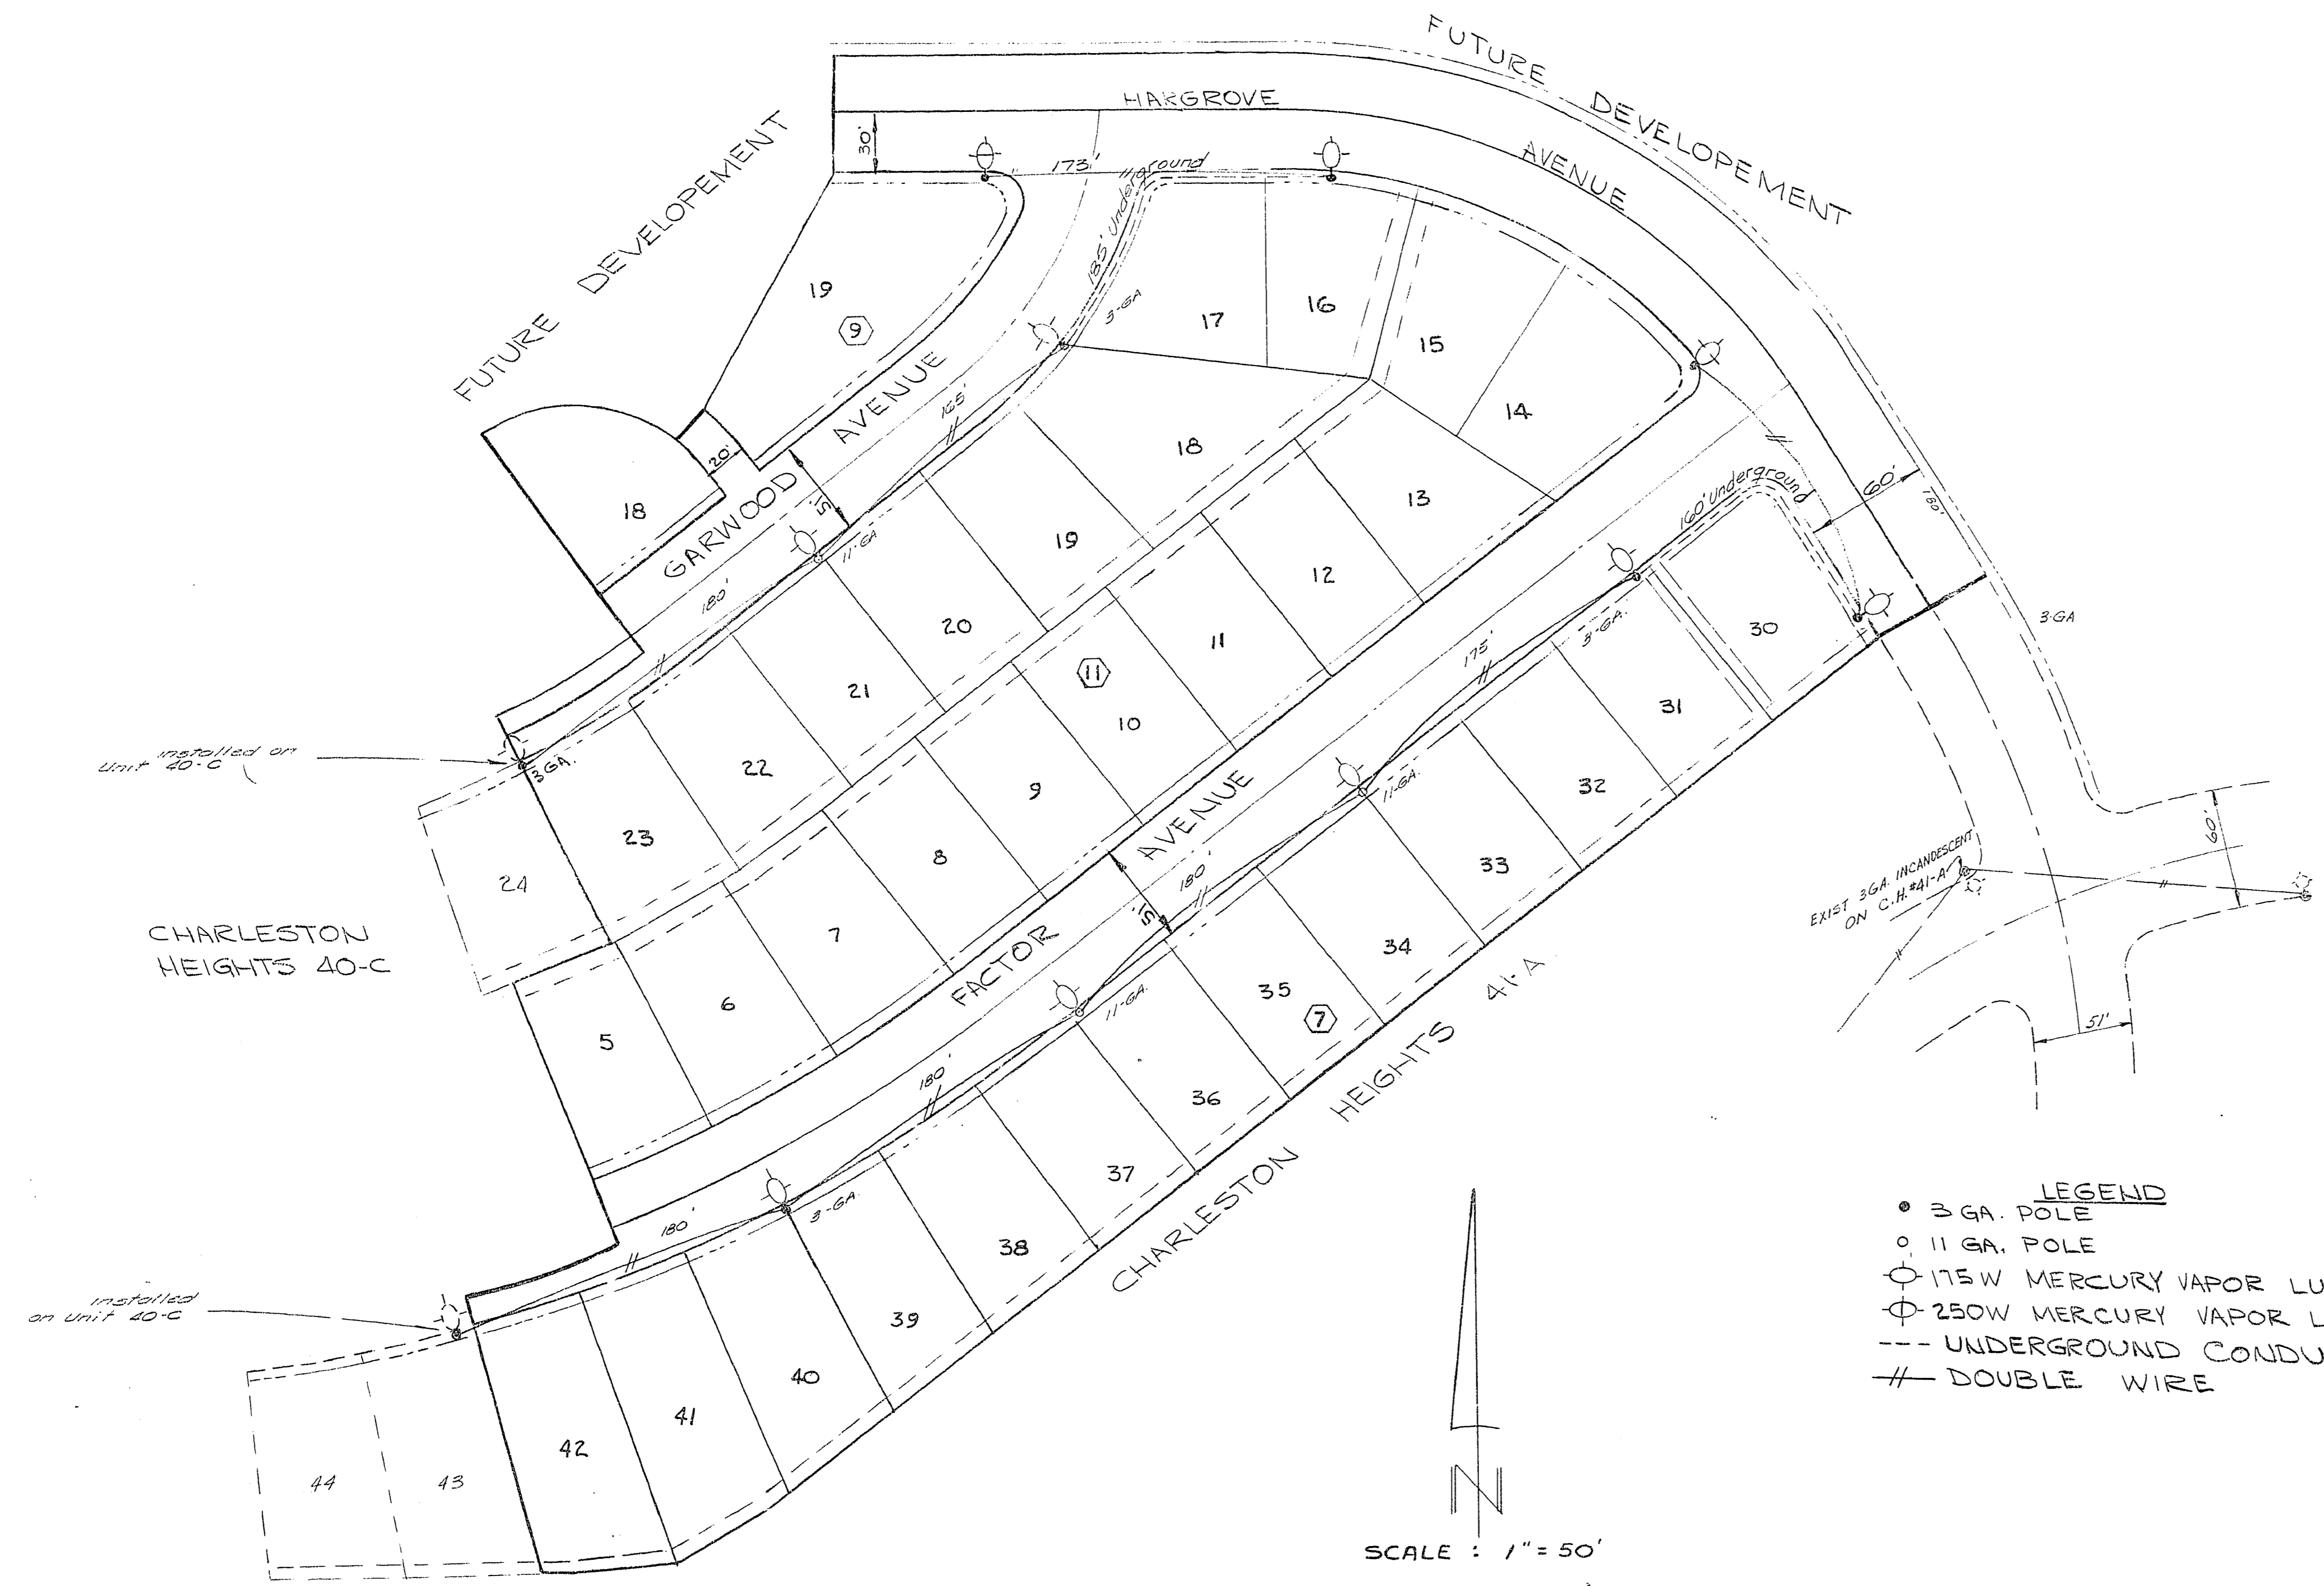 FUTURE DEVELOPEMENT
FUTURE DEVELOPEMENT
HARGROVE AVENUE
30'
173'
185' Underground
3-GA
19
9
17
16
15
14
AVENUE
165'
18
20'
GARWOOD
51'
18
13
160' Underground
60'
180'
11-GA
19
12
180'
3-GA
20
11
175'
3-GA.
30
Installed on
Unit 40-C
3 GA.
21
11
10
31
22
9
AVENUE
11-GA.
32
23
8
180'
33
60'
24
EXIST 3GA. INCANDESCENT
ON C.H. #41-A
CHARLESTON
HEIGHTS 40-C
7
FACTOR
51'
34
6
11-GA.
35
7
5
51'
180'
36
CHARLESTON HEIGHTS 41-A
37
180'
3-GA.
38
Installed
on Unit 40-C
39
40
41
42
44
43
LEGEND
3 GA. POLE
11 GA. POLE
175W MERCURY VAPOR LU
250W MERCURY VAPOR L
--- UNDERGROUND CONDU
DOUBLE WIRE
N
SCALE : 1" = 50'